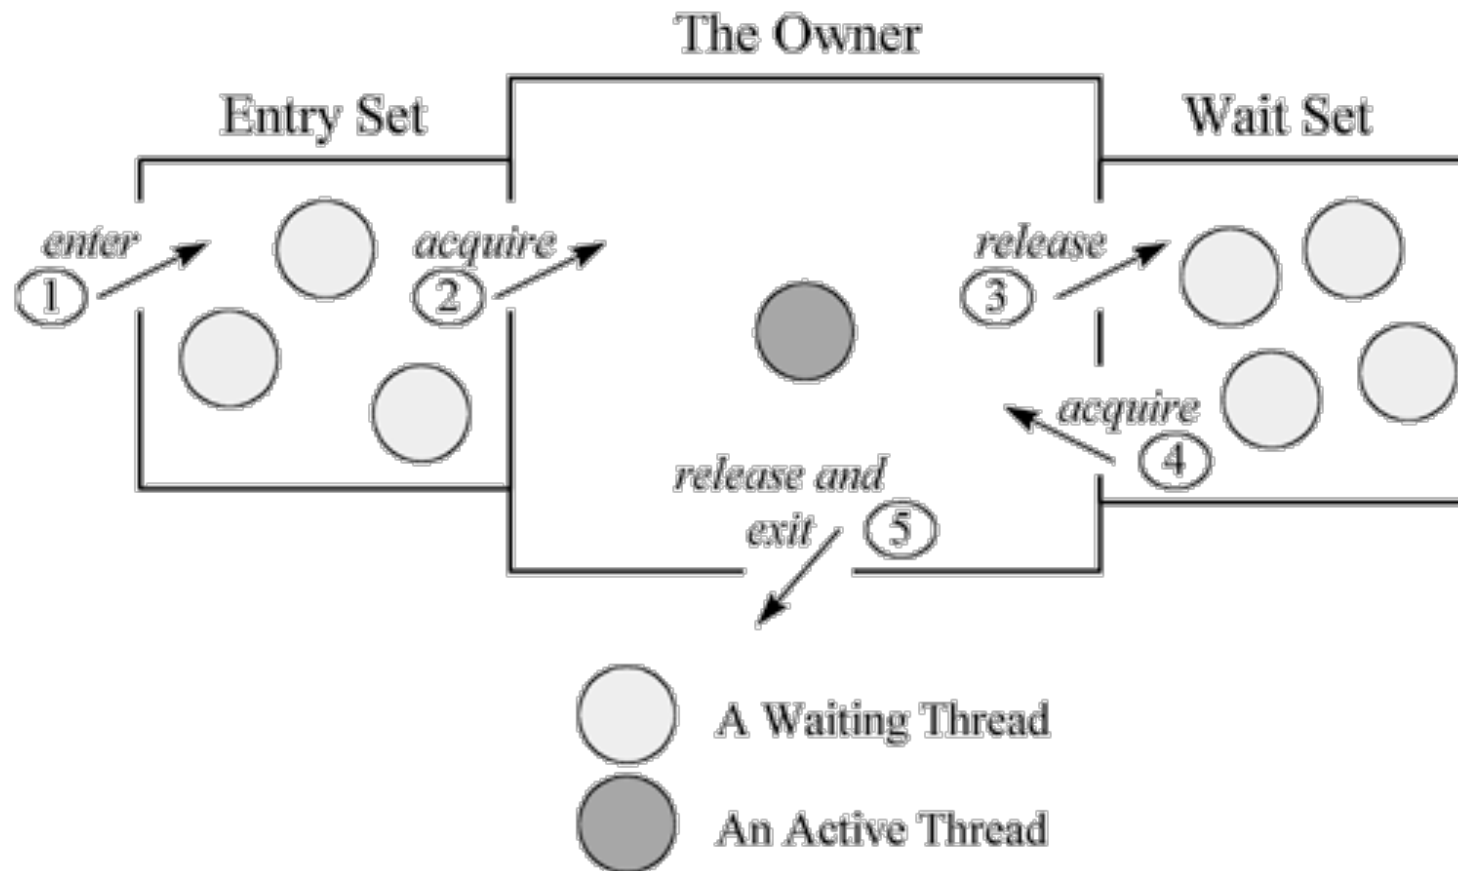 The Owner
Entry Set
Wait Set
enter
1
acquire
2
release
3
acquire
4
release and
exit
5
A Waiting Thread
An Active Thread